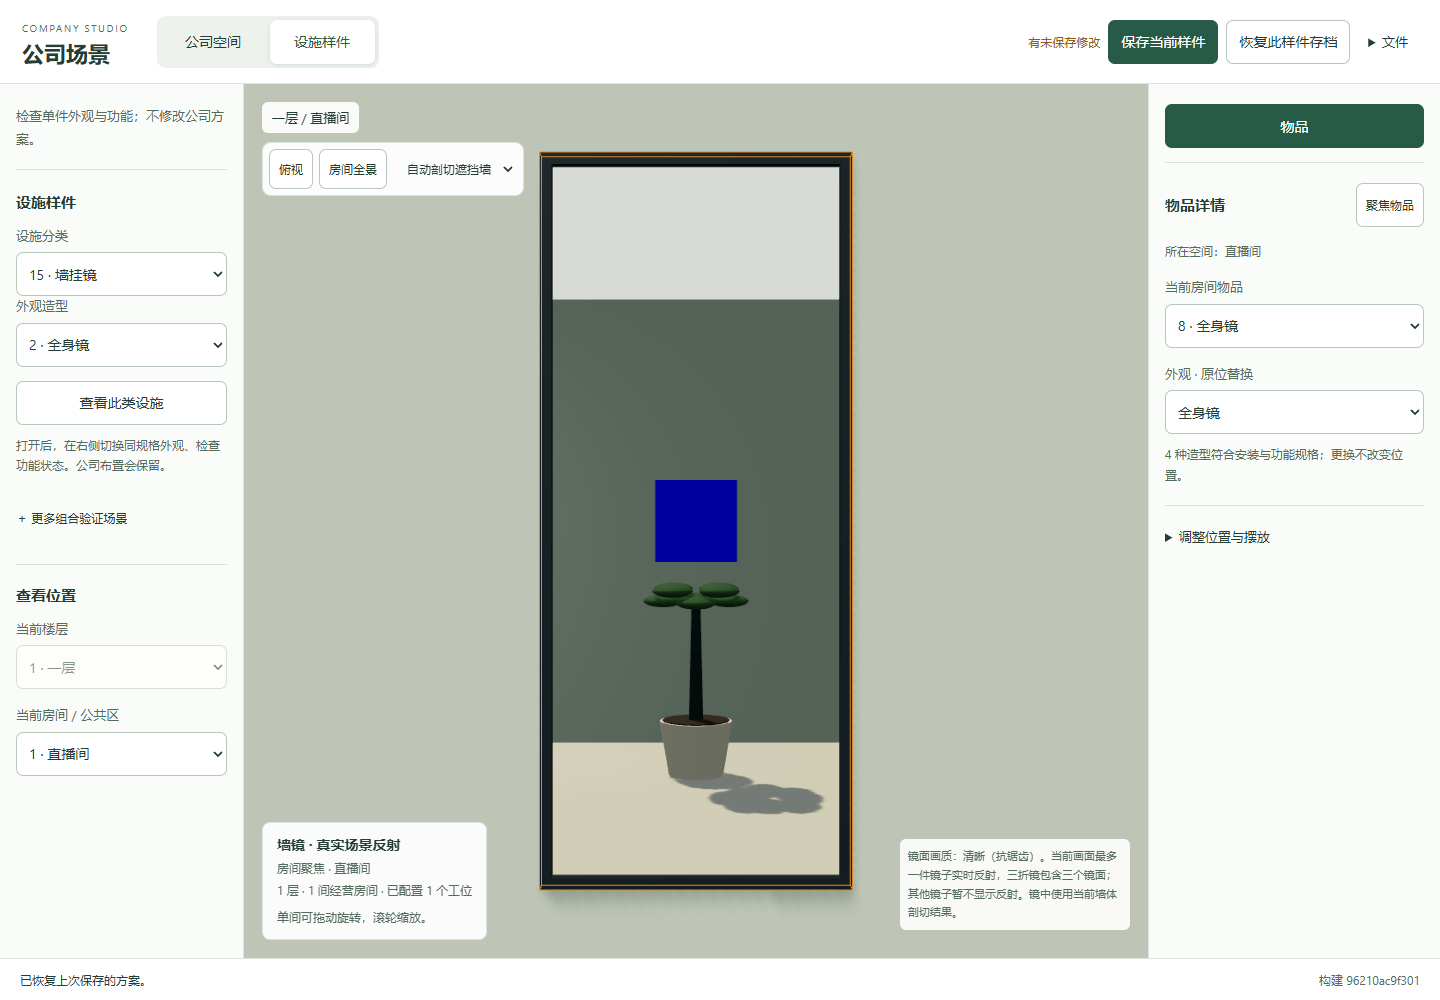 COMPANY STUDIO
公司场景
公司空间
设施样件
有未保存修改
保存当前样件
恢复此样件存档
▶ 文件
检查单件外观与功能；不修改公司方
案。
设施样件
设施分类
15 · 墙挂镜
外观造型
2 · 全身镜
查看此类设施
打开后，在右侧切换同规格外观、检查
功能状态。公司布置会保留。
+ 更多组合验证场景
查看位置
当前楼层
1 · 一层
当前房间 / 公共区
1 · 直播间
一层 / 直播间
俯视
房间全景
自动剖切遮挡墙
墙镜 · 真实场景反射
房间聚焦 · 直播间
1 层 · 1 间经营房间 · 已配置 1 个工位
单间可拖动旋转，滚轮缩放。
镜面画质：清晰（抗锯齿）。当前画面最多
一件镜子实时反射，三折镜包含三个镜面；
其他镜子暂不显示反射。镜中使用当前墙体
剖切结果。
物品
物品详情
聚焦物品
所在空间：直播间
当前房间物品
8 · 全身镜
外观 · 原位替换
全身镜
4 种造型符合安装与功能规格；更换不改变位
置。
▶ 调整位置与摆放
已恢复上次保存的方案。
构建 96210ac9f301